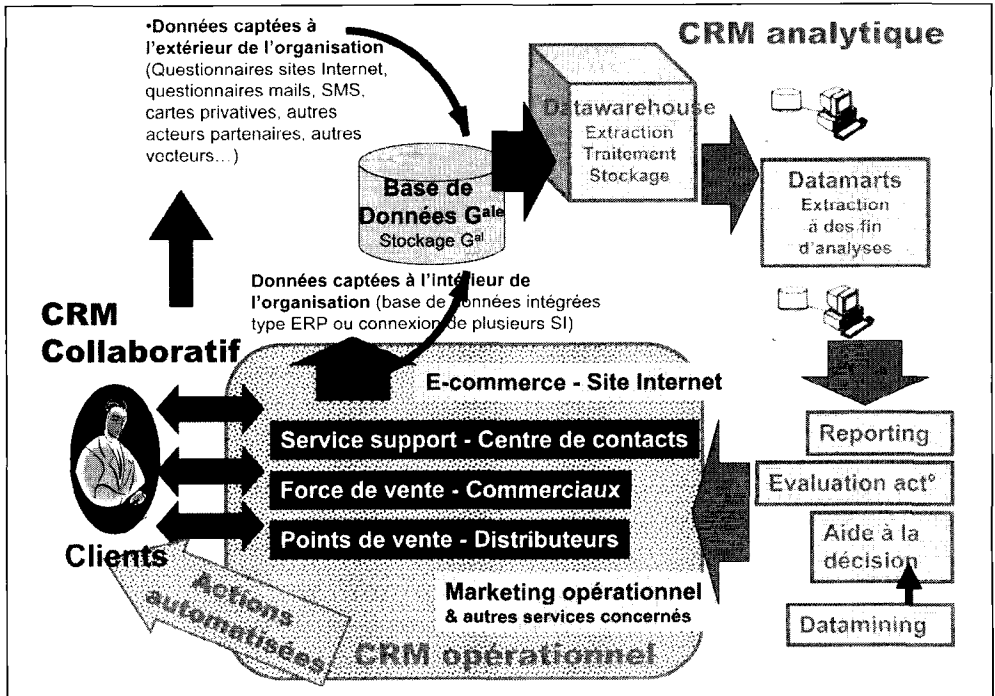 •Données captées à
l'extérieur de l'organisation
(Questionnaires sites Internet,
questionnaires mails, SMS,
cartes privatives, autres
acteurs partenaires, autres
vecteurs…)
CRM analytique
Datawarehouse
Extraction
Traitement
Stockage
Datamarts
Extraction
à des fin
d'analyses
Base de
Données Gale
Stockage Gal
Données captées à l'intérieur de
l'organisation (base de données intégrées
type ERP ou connexion de plusieurs SI)
CRM
Collaboratif
Clients
E-commerce - Site Internet
Service support - Centre de contacts
Force de vente - Commerciaux
Points de vente - Distributeurs
Marketing opérationnel
& autres services concernés
CRM opérationnel
Actions
automatisées
Reporting
Evaluation act°
Aide à la
décision
Datamining